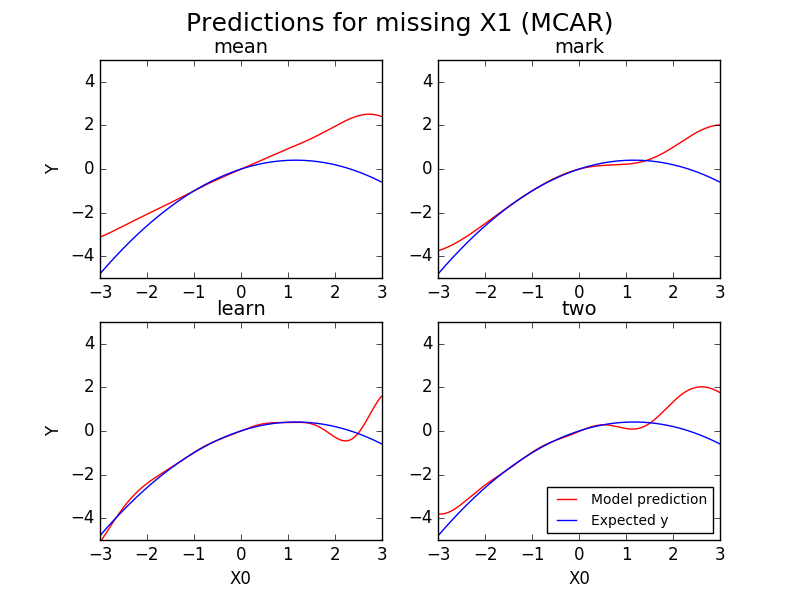 Predictions for missing X1 (MCAR)
mean
mark
4
2
0
−2
−4
Y
−3 −2 −1 0 1 2 3
4
2
0
−2
−4
−3 −2 −1 0 1 2 3
learn
two
4
2
0
−2
−4
Y
−3 −2 −1 0 1 2 3
X0
4
2
0
−2
−4
Model prediction
Expected y
−3 −2 −1 0 1 2 3
X0